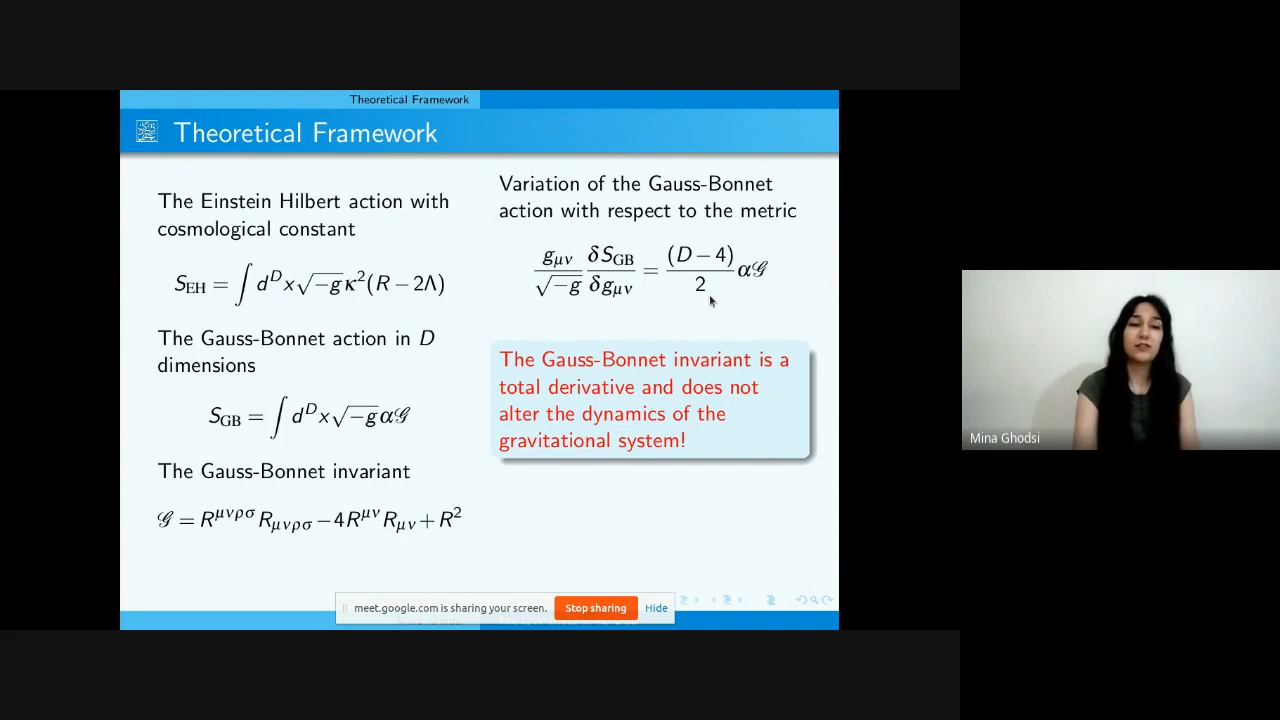 Theoretical Framework
Theoretical Framework
The Einstein Hilbert action with
cosmological constant
S_EH = ∫ d^D x √−g κ²(R − 2Λ)
The Gauss-Bonnet action in D
dimensions
S_GB = ∫ d^D x √−g α𝒢
The Gauss-Bonnet invariant
𝒢 = R^{μνρσ} R_{μνρσ} − 4R^{μν} R_{μν} + R²
Variation of the Gauss-Bonnet
action with respect to the metric
g_{μν}/√−g δS_GB/δg_{μν} = (D − 4)/2 α𝒢
The Gauss-Bonnet invariant is a
total derivative and does not
alter the dynamics of the
gravitational system!
meet.google.com is sharing your screen. Stop sharing Hide
Mina Ghodsi
Mina Ghodsi